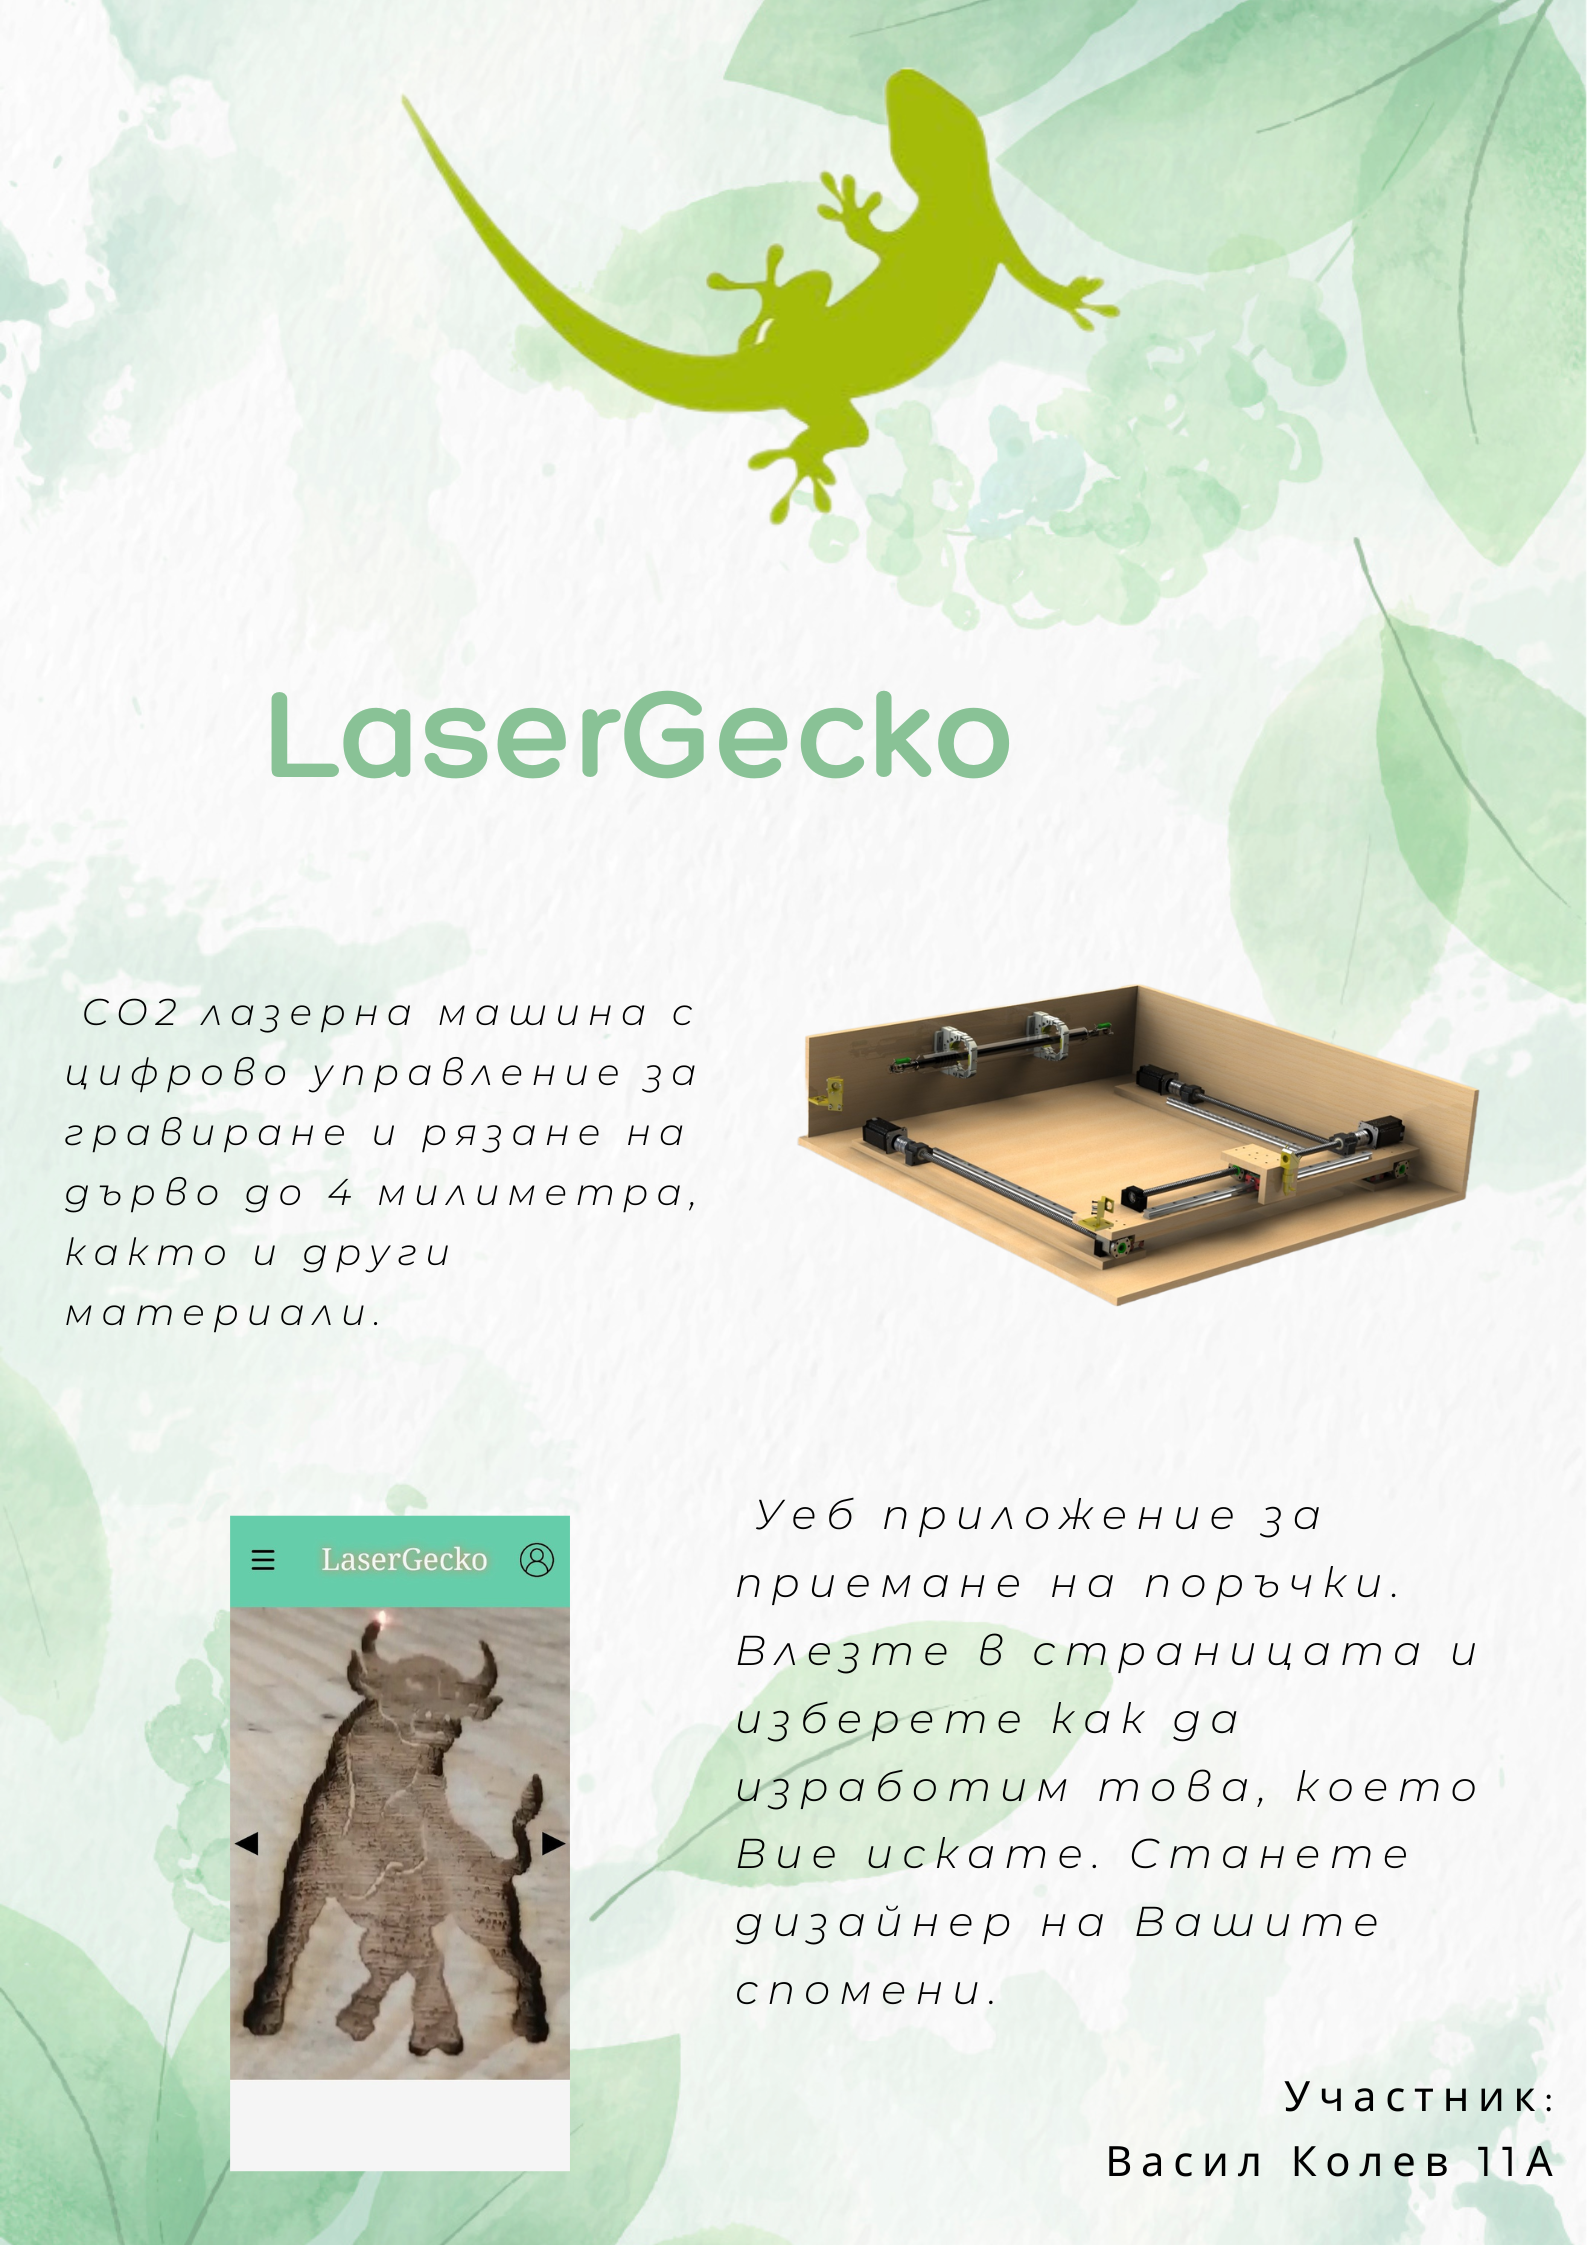 LaserGecko
CO2 лазерна машина с
цифрово управление за
гравиране и рязане на
дърво до 4 милиметра,
както и други
материали.
LaserGecko
Уеб приложение за
приемане на поръчки.
Влезте в страницата и
изберете как да
изработим това, което
Вие искате. Станете
дизайнер на Вашите
спомени.
Участник:
Васил Колев 11А